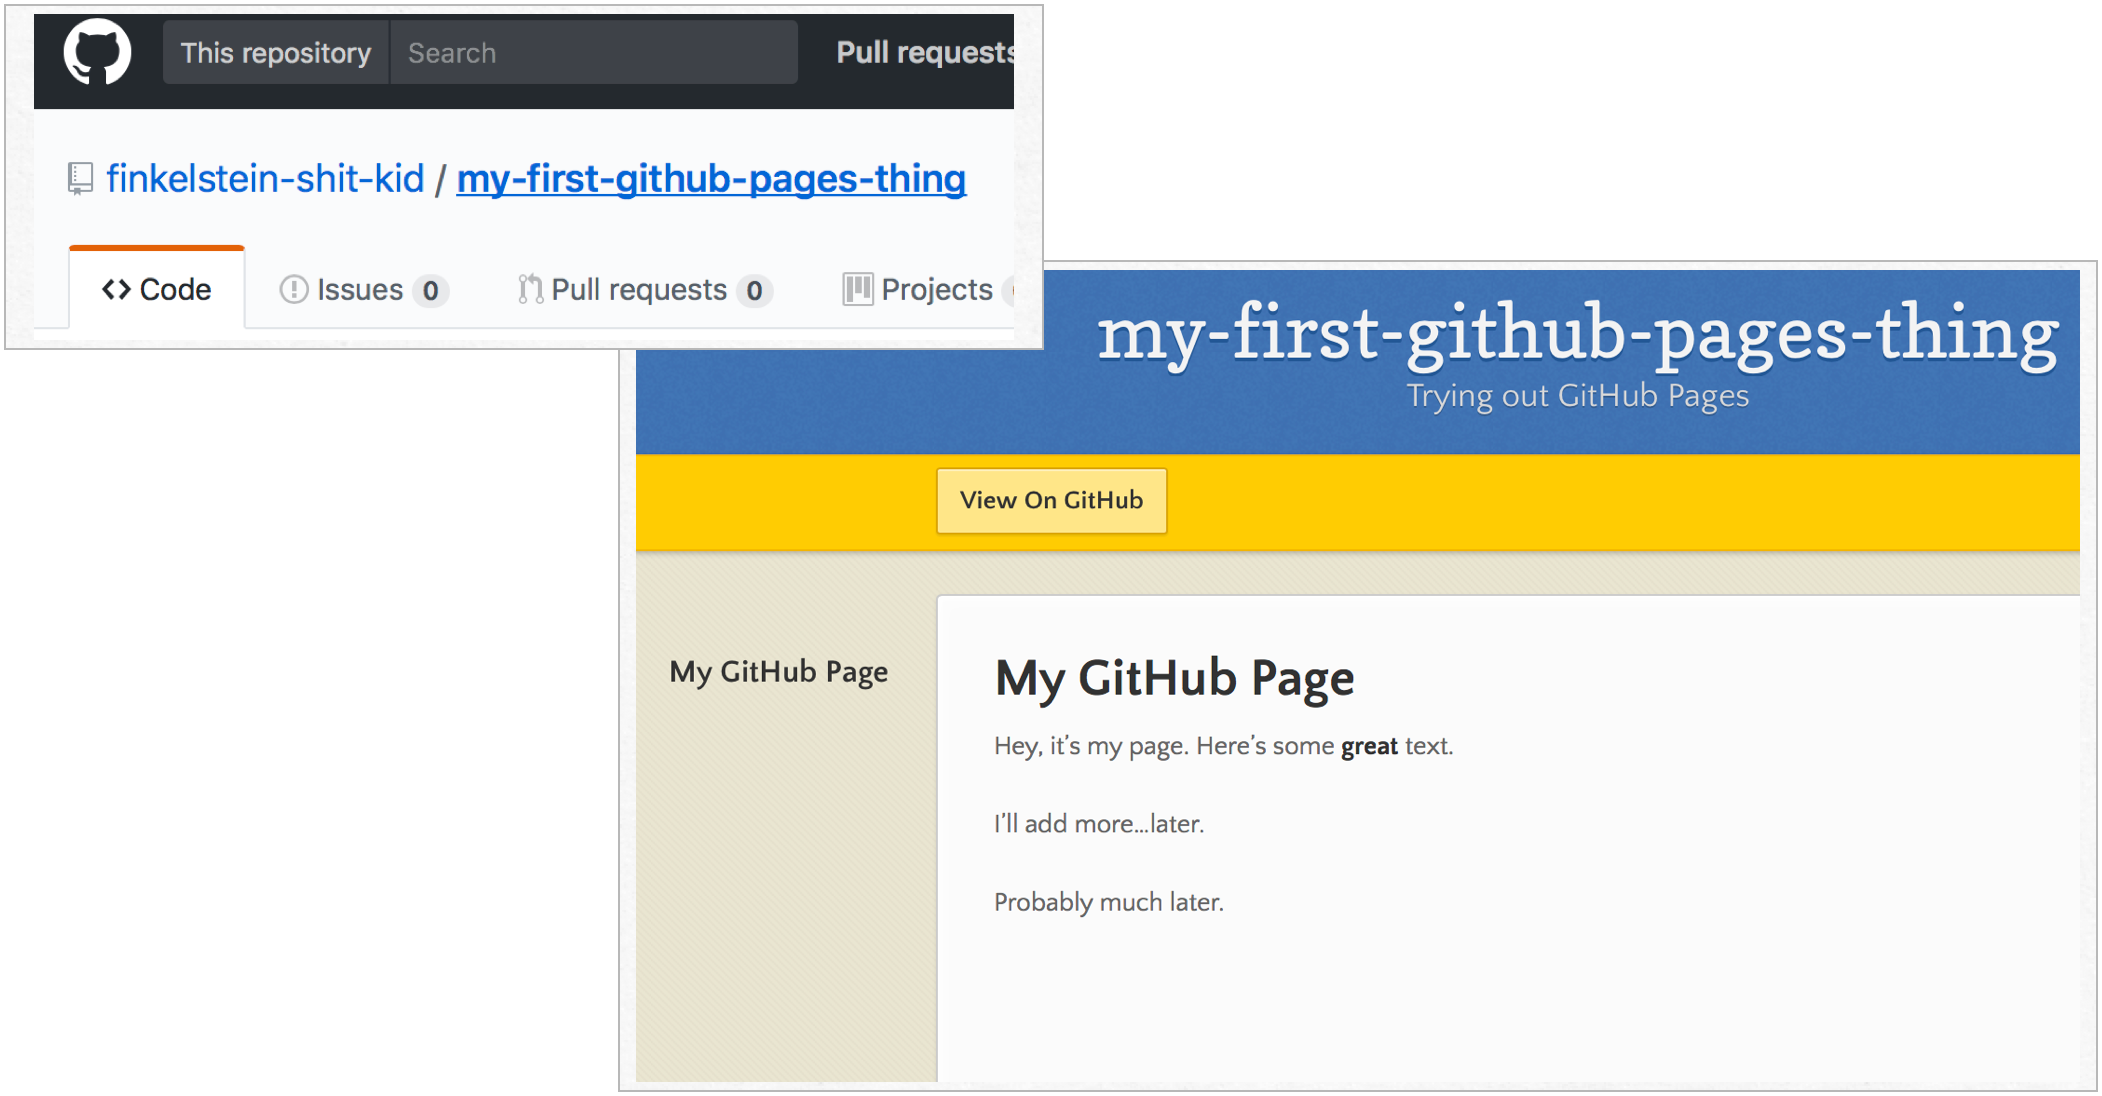 This repository Search Pull requests
finkelstein-shit-kid / my-first-github-pages-thing
Code Issues 0 Pull requests 0 Projects
my-first-github-pages-thing
Trying out GitHub Pages
View On GitHub
My GitHub Page
My GitHub Page
Hey, it’s my page. Here’s some great text.
I’ll add more…later.
Probably much later.